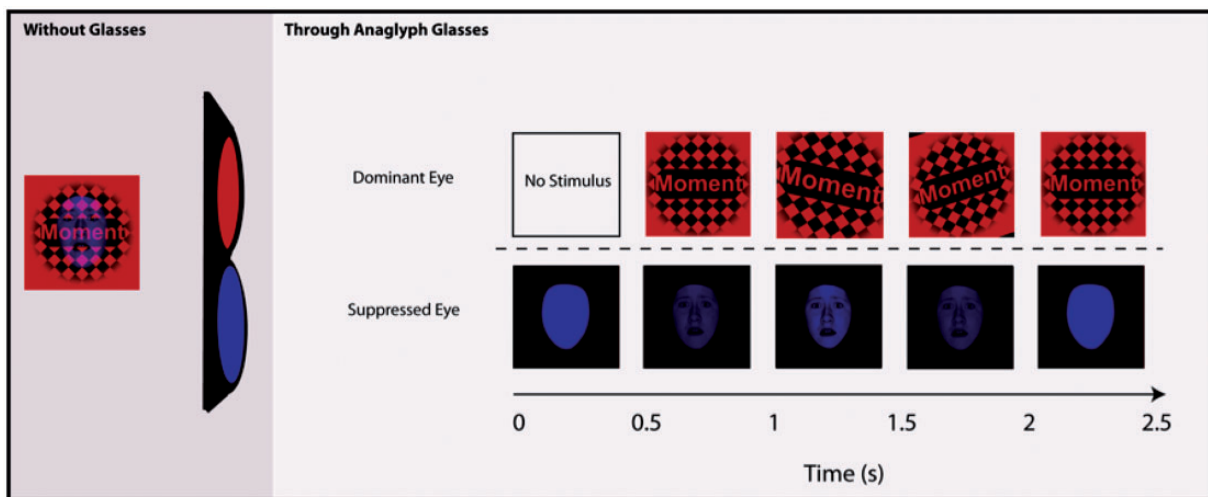 Without Glasses
Through Anaglyph Glasses
Moment
Dominant Eye
No Stimulus
Moment
Moment
Moment
Moment
Suppressed Eye
0 0.5 1 1.5 2 2.5
Time (s)